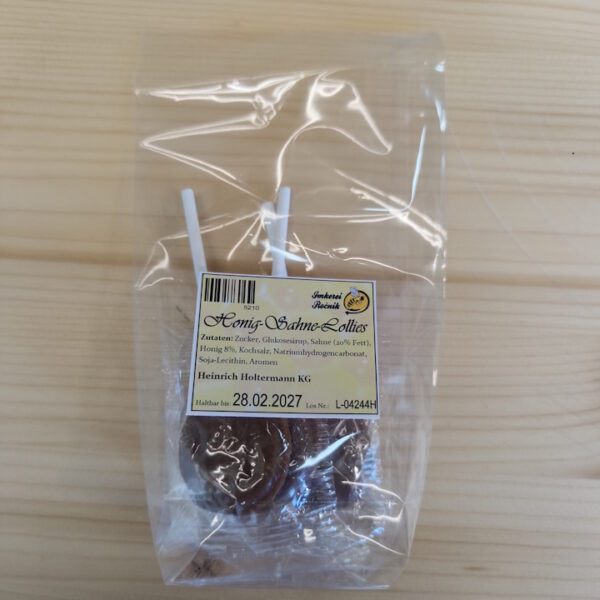 Imkerei
Rocnik
5210
Honig-Sahne-Lollies
Zutaten: Zucker, Glukosesirup, Sahne (20% Fett),
Honig 8%, Kochsalz, Natriumhydrogencarbonat,
Soja-Lecithin, Aromen
Heinrich Holtermann KG
Haltbar bis: 28.02.2027 Los Nr.: L-04244H